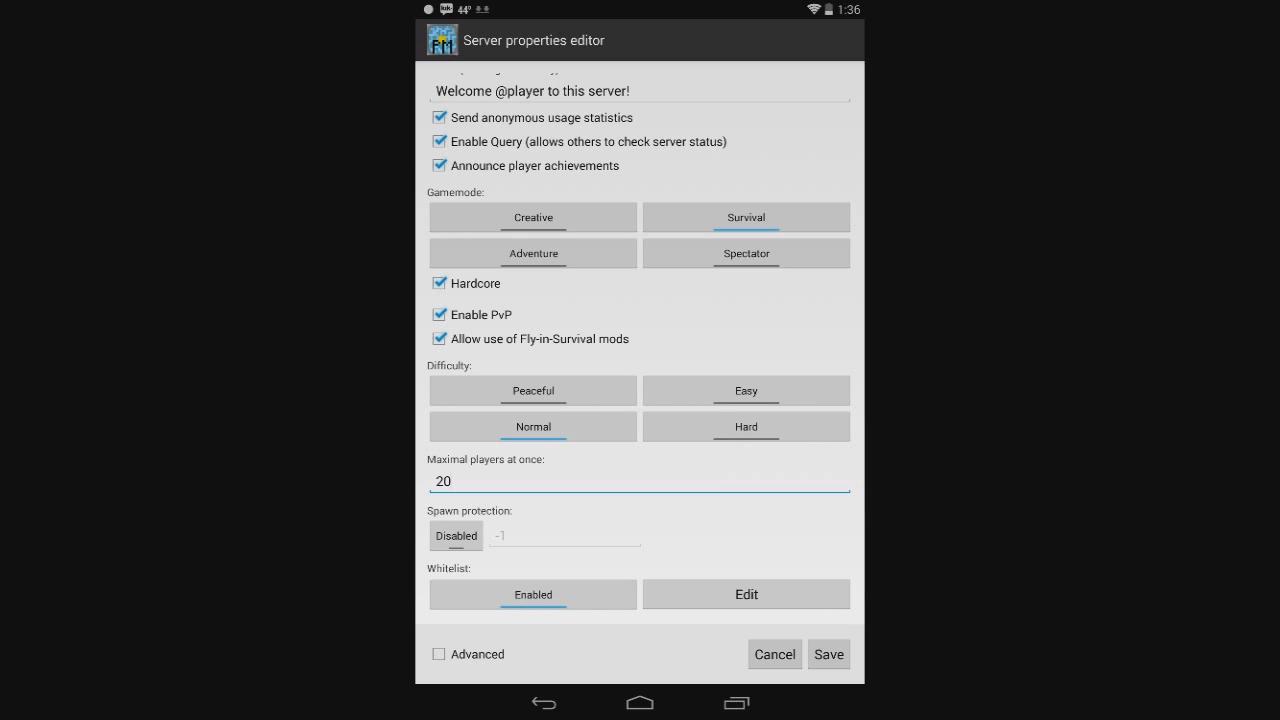 44°
1:36
Server properties editor
Welcome @player to this server!
Send anonymous usage statistics
Enable Query (allows others to check server status)
Announce player achievements
Gamemode:
Creative Survival
Adventure Spectator
Hardcore
Enable PvP
Allow use of Fly-in-Survival mods
Difficulty:
Peaceful Easy
Normal Hard
Maximal players at once:
20
Spawn protection:
Disabled -1
Whitelist:
Enabled Edit
Advanced Cancel Save